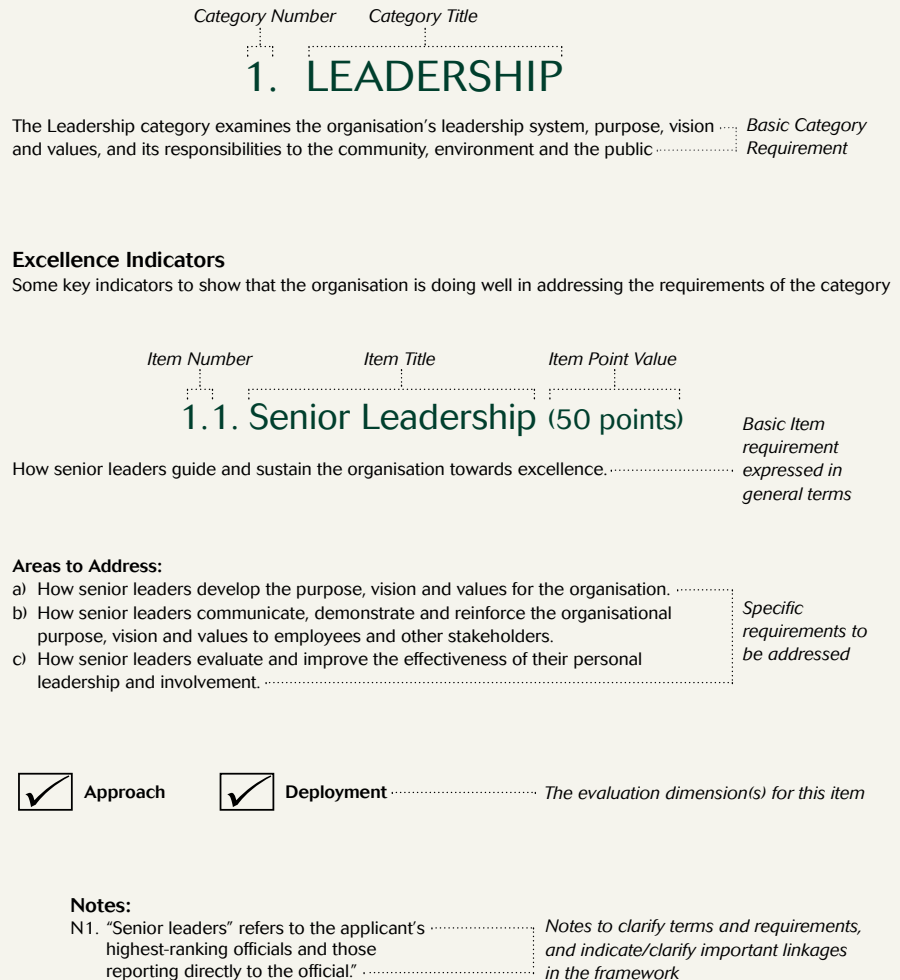 Category Number Category Title
1. LEADERSHIP
The Leadership category examines the organisation’s leadership system, purpose, vision
and values, and its responsibilities to the community, environment and the public
Basic Category
Requirement
Excellence Indicators
Some key indicators to show that the organisation is doing well in addressing the requirements of the category
Item Number Item Title Item Point Value
1.1. Senior Leadership (50 points)
How senior leaders guide and sustain the organisation towards excellence.
Basic Item
requirement
expressed in
general terms
Areas to Address:
a) How senior leaders develop the purpose, vision and values for the organisation.
b) How senior leaders communicate, demonstrate and reinforce the organisational
purpose, vision and values to employees and other stakeholders.
c) How senior leaders evaluate and improve the effectiveness of their personal
leadership and involvement.
Specific
requirements to
be addressed
Approach Deployment The evaluation dimension(s) for this item
Notes:
N1. “Senior leaders” refers to the applicant’s
highest-ranking officials and those
reporting directly to the official.”
Notes to clarify terms and requirements,
and indicate/clarify important linkages
in the framework